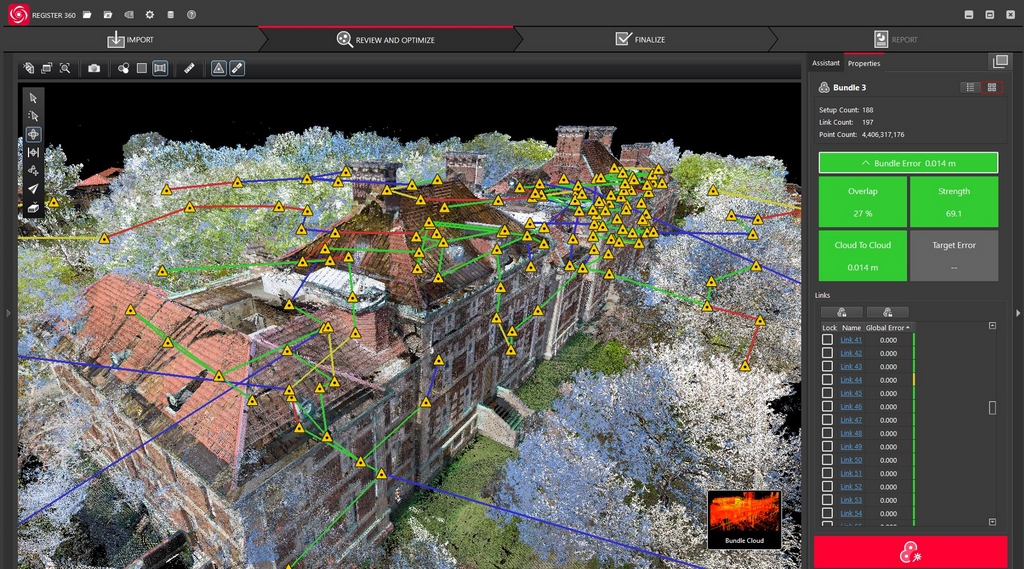 REGISTER 360
IMPORT
REVIEW AND OPTIMIZE
FINALIZE
REPORT
Assistant
Properties
Bundle 3
Setup Count: 188
Link Count: 197
Point Count: 4,406,317,176
Bundle Error 0.014 m
Overlap
27 %
Strength
69.1
Cloud To Cloud
0.014 m
Target Error
--
Links
Lock Name Global Error
Link 41 0.000
Link 42 0.000
Link 43 0.000
Link 44 0.000
Link 45 0.000
Link 46 0.000
Link 47 0.000
Link 48 0.000
Link 49 0.000
Link 50 0.000
Link 51 0.000
Link 52 0.000
Link 53 0.000
Link 54 0.000
Bundle Cloud